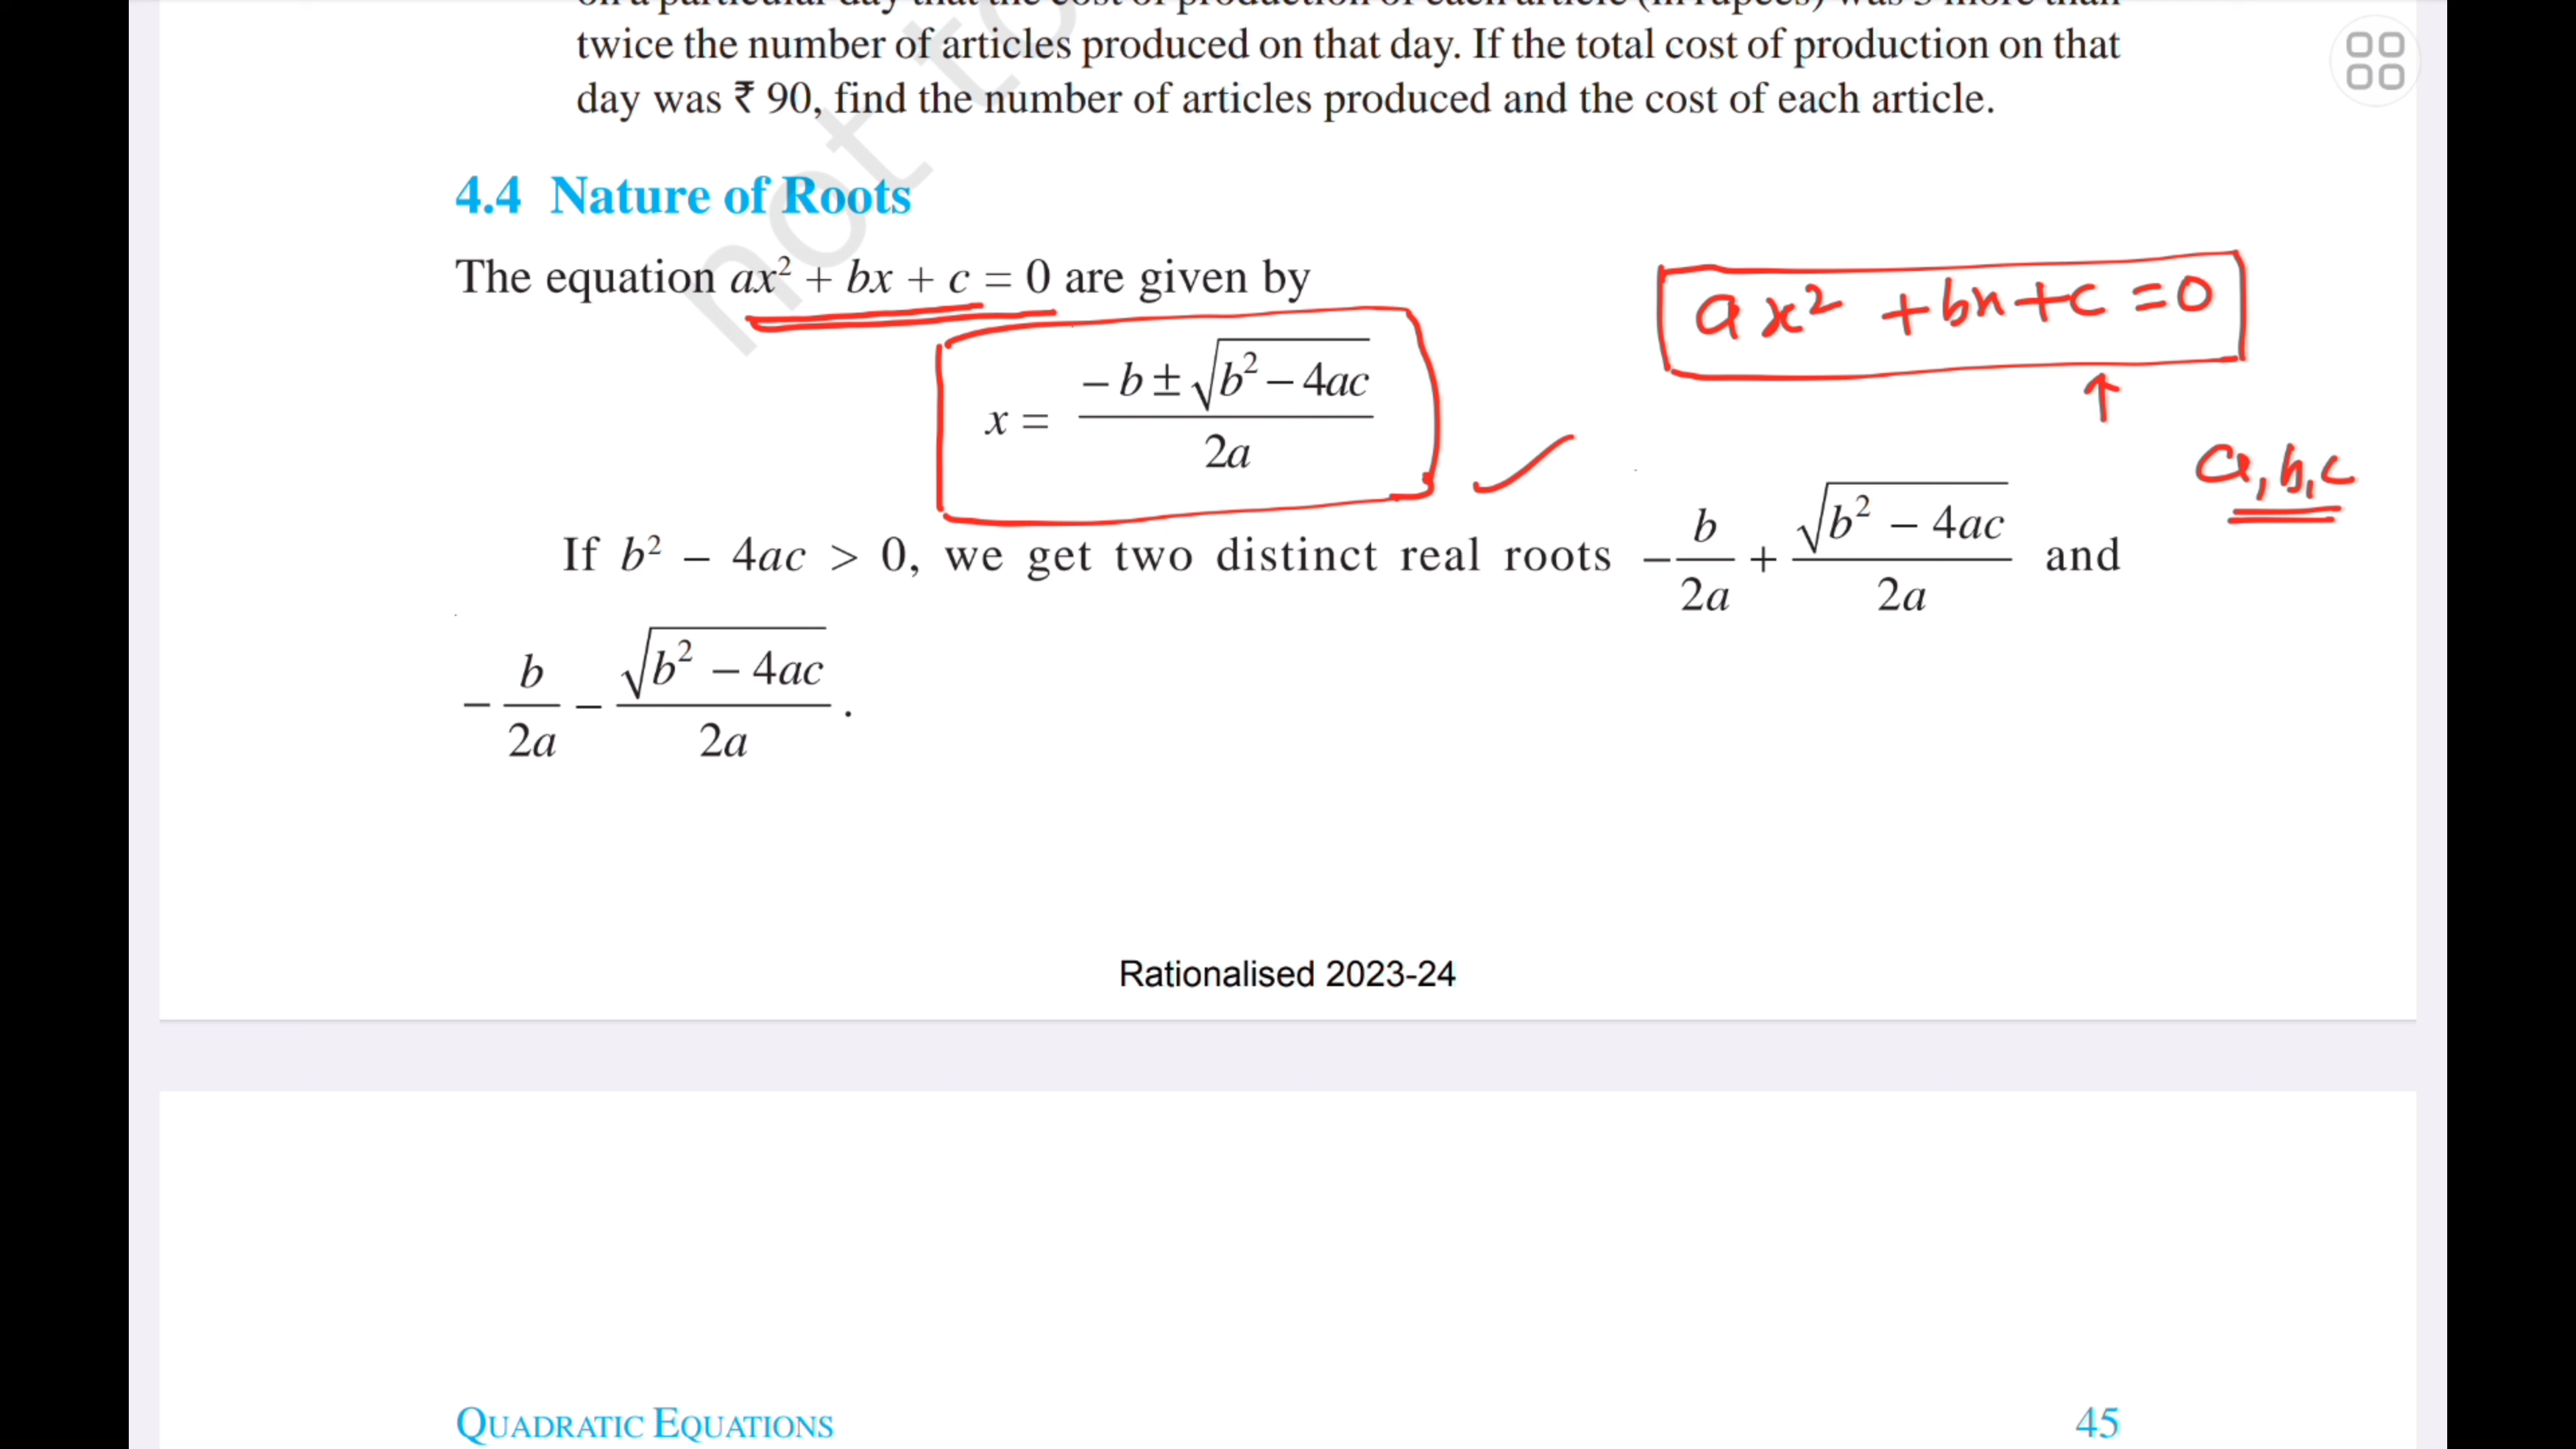 twice the number of articles produced on that day. If the total cost of production on that
day was ₹ 90, find the number of articles produced and the cost of each article.
not to
4.4 Nature of Roots
The equation ax² + bx + c = 0 are given by
ax² + bx + c = 0
x = (– b ± √(b² – 4ac)) / 2a
a, b, c
If b² – 4ac > 0, we get two distinct real roots – b/2a + √(b² – 4ac)/2a and
– b/2a – √(b² – 4ac)/2a .
Rationalised 2023-24
QUADRATIC EQUATIONS 45